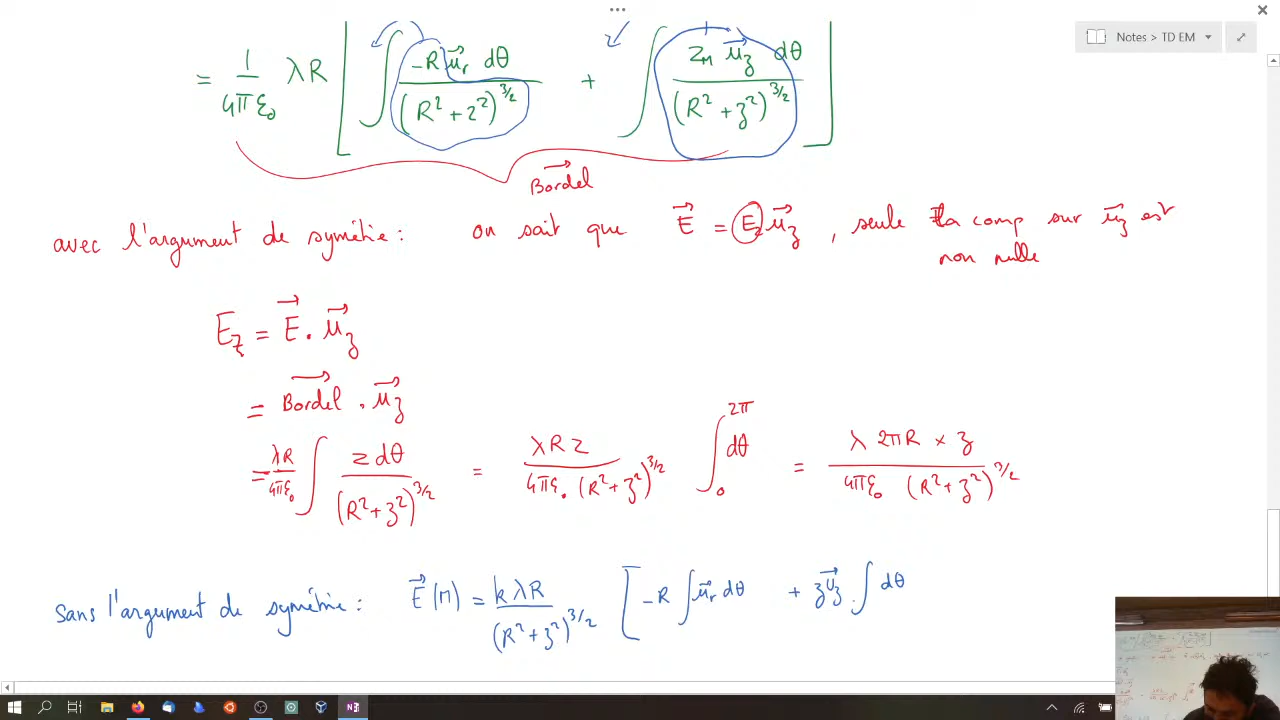 Notes > TD EM
= 1/4πε₀ λR [ ∫ -R u⃗r dθ / (R² + z²)^3/2 + ∫ zM u⃗z dθ / (R² + z²)^3/2 ]
Bordel
avec l'argument de symétrie : on sait que E⃗ = Ez u⃗z , seule la comp sur u⃗z est
non nulle
Ez = E⃗ . u⃗z
= Bordel . u⃗z
= λR/4πε₀ ∫ z dθ / (R² + z²)^3/2 = λRz / 4πε₀ (R² + z²)^3/2 ∫₀^2π dθ = λ 2πR × z / 4πε₀ (R² + z²)^3/2
sans l'argument de symétrie : E⃗(M) = kλR / (R² + z²)^3/2 [ -R ∫ u⃗r dθ + z u⃗z . ∫ dθ